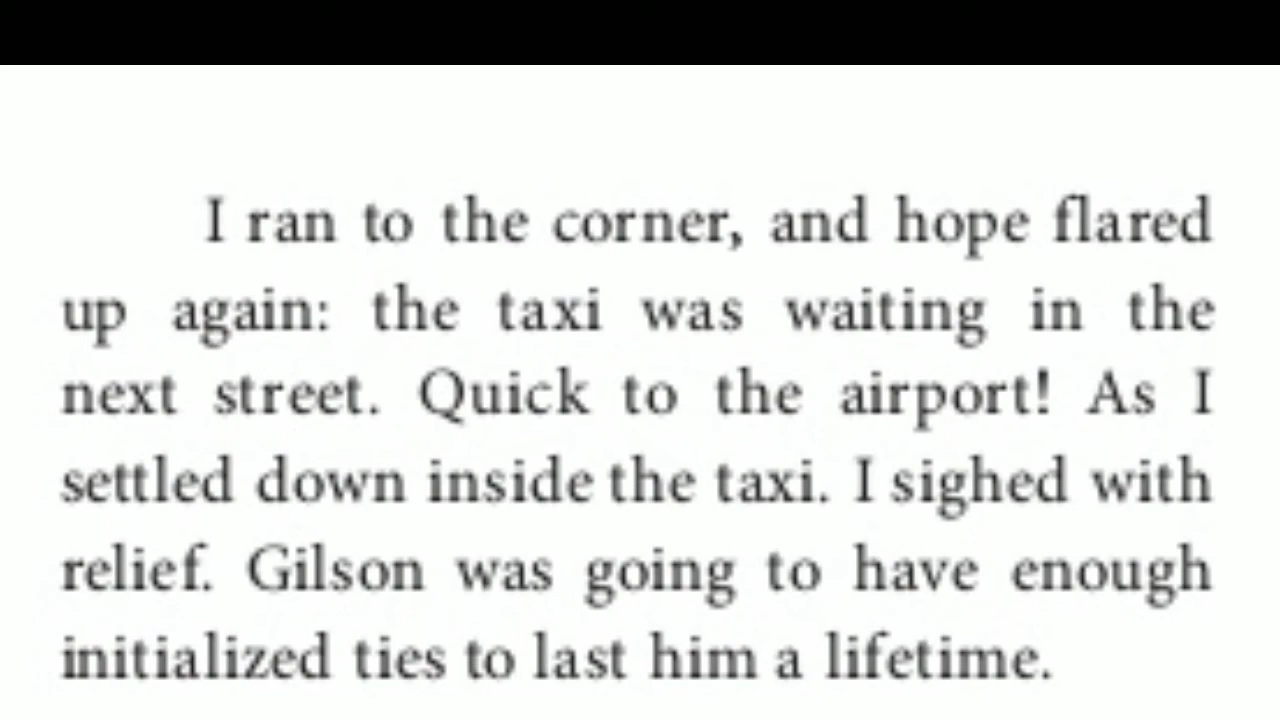 I ran to the corner, and hope flared
up again: the taxi was waiting in the
next street. Quick to the airport! As I
settled down inside the taxi. I sighed with
relief. Gilson was going to have enough
initialized ties to last him a lifetime.